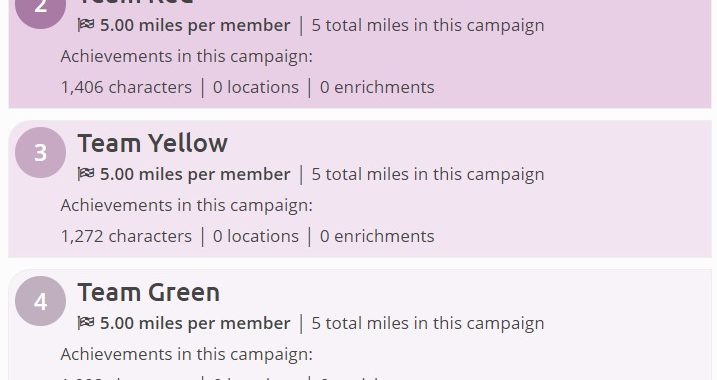 2
Team Red
5.00 miles per member | 5 total miles in this campaign
Achievements in this campaign:
1,406 characters | 0 locations | 0 enrichments
3
Team Yellow
5.00 miles per member | 5 total miles in this campaign
Achievements in this campaign:
1,272 characters | 0 locations | 0 enrichments
4
Team Green
5.00 miles per member | 5 total miles in this campaign
Achievements in this campaign: